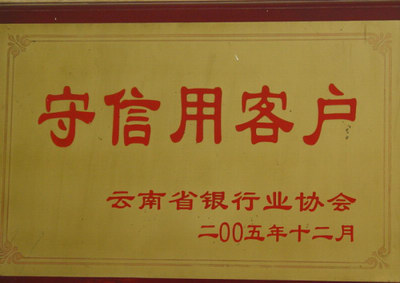 守信用客户
云南省银行业协会
二00五年十二月